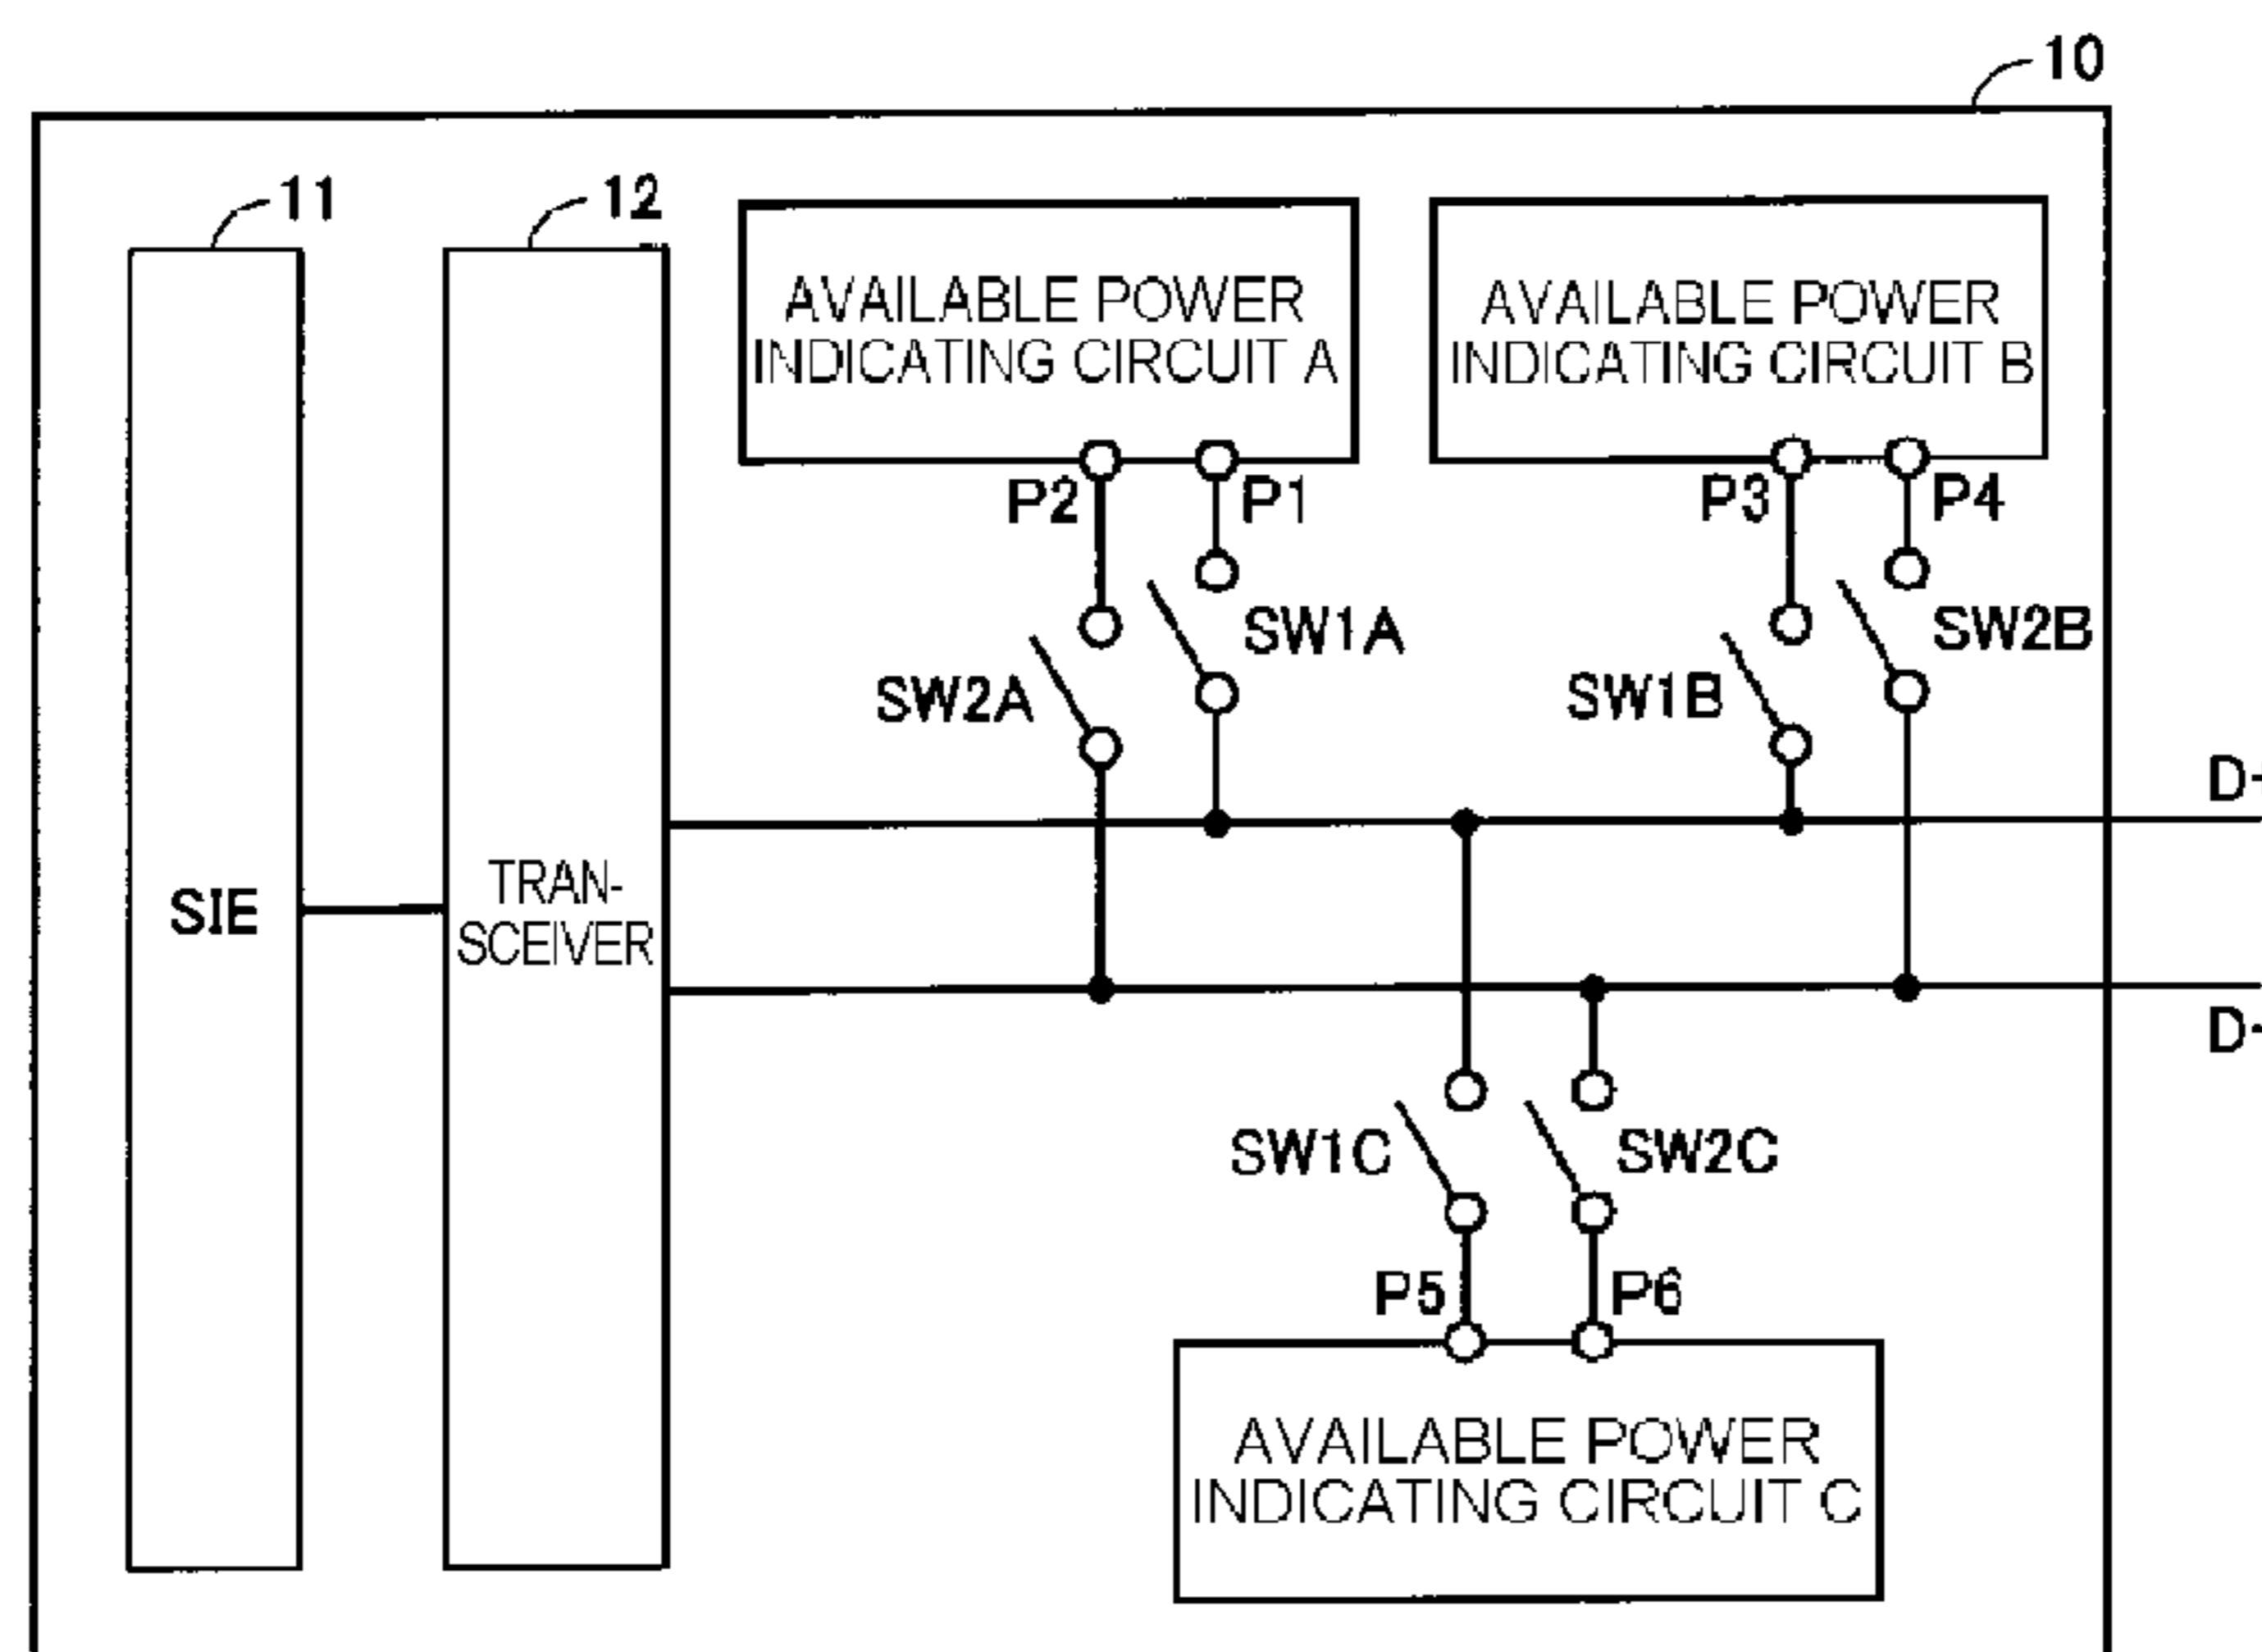 10
11
12
AVAILABLE POWER
INDICATING CIRCUIT A
AVAILABLE POWER
INDICATING CIRCUIT B
P2
P1
P3
P4
SW1A
SW2B
SW2A
SW1B
D+
TRAN-
SCEIVER
SIE
D-
SW1C
SW2C
P5
P6
AVAILABLE POWER
INDICATING CIRCUIT C